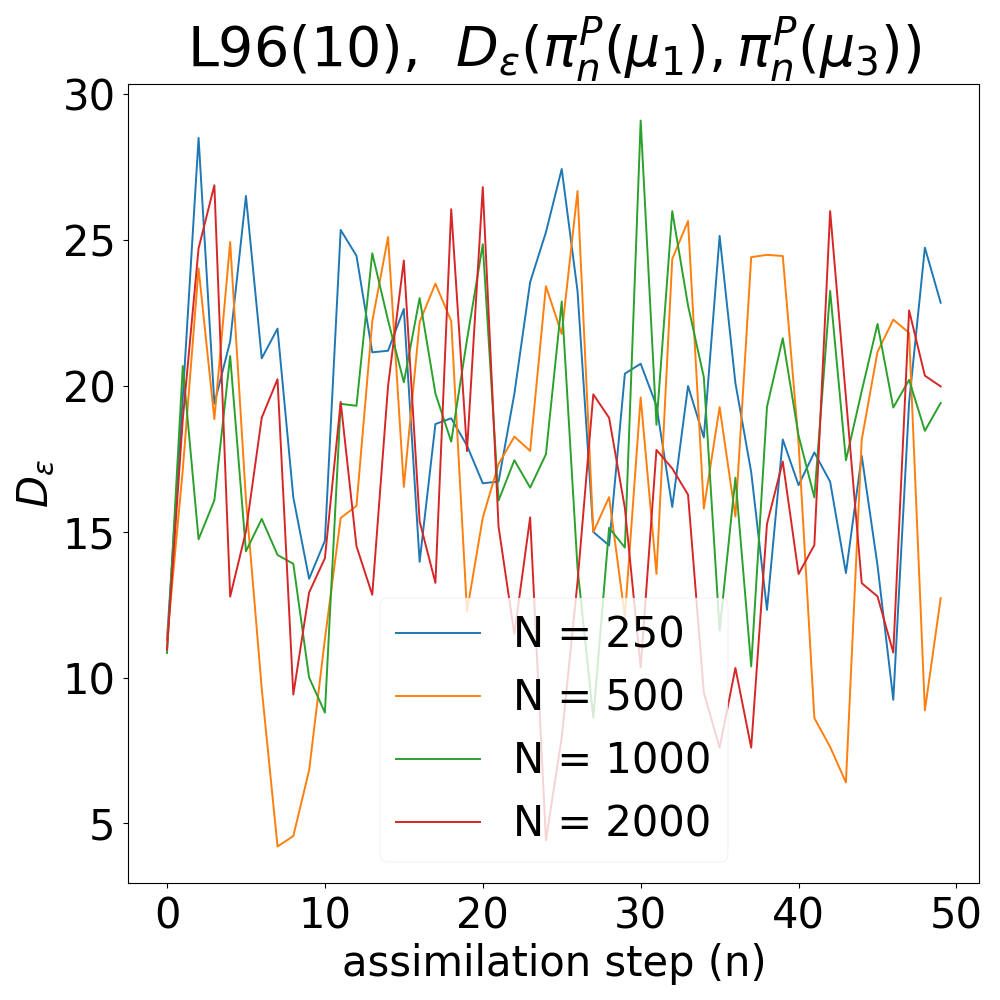 L96(10), D_ε(π_n^P(μ_1), π_n^P(μ_3))
30
25
20
15
10
5
D_ε
N = 250
N = 500
N = 1000
N = 2000
0 10 20 30 40 50
assimilation step (n)